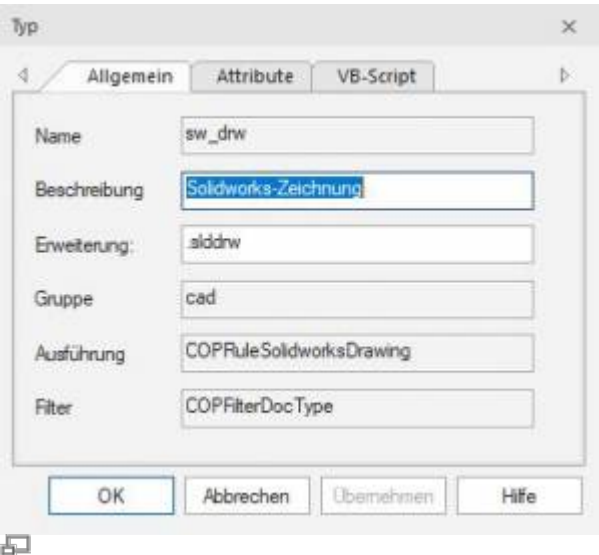 Typ
Allgemein Attribute VB-Script
Name sw_drw
Beschreibung Solidworks-Zeichnung
Erweiterung: .slddrw
Gruppe cad
Ausführung COPRuleSolidworksDrawing
Filter COPFilterDocType
OK Abbrechen Übernehmen Hilfe